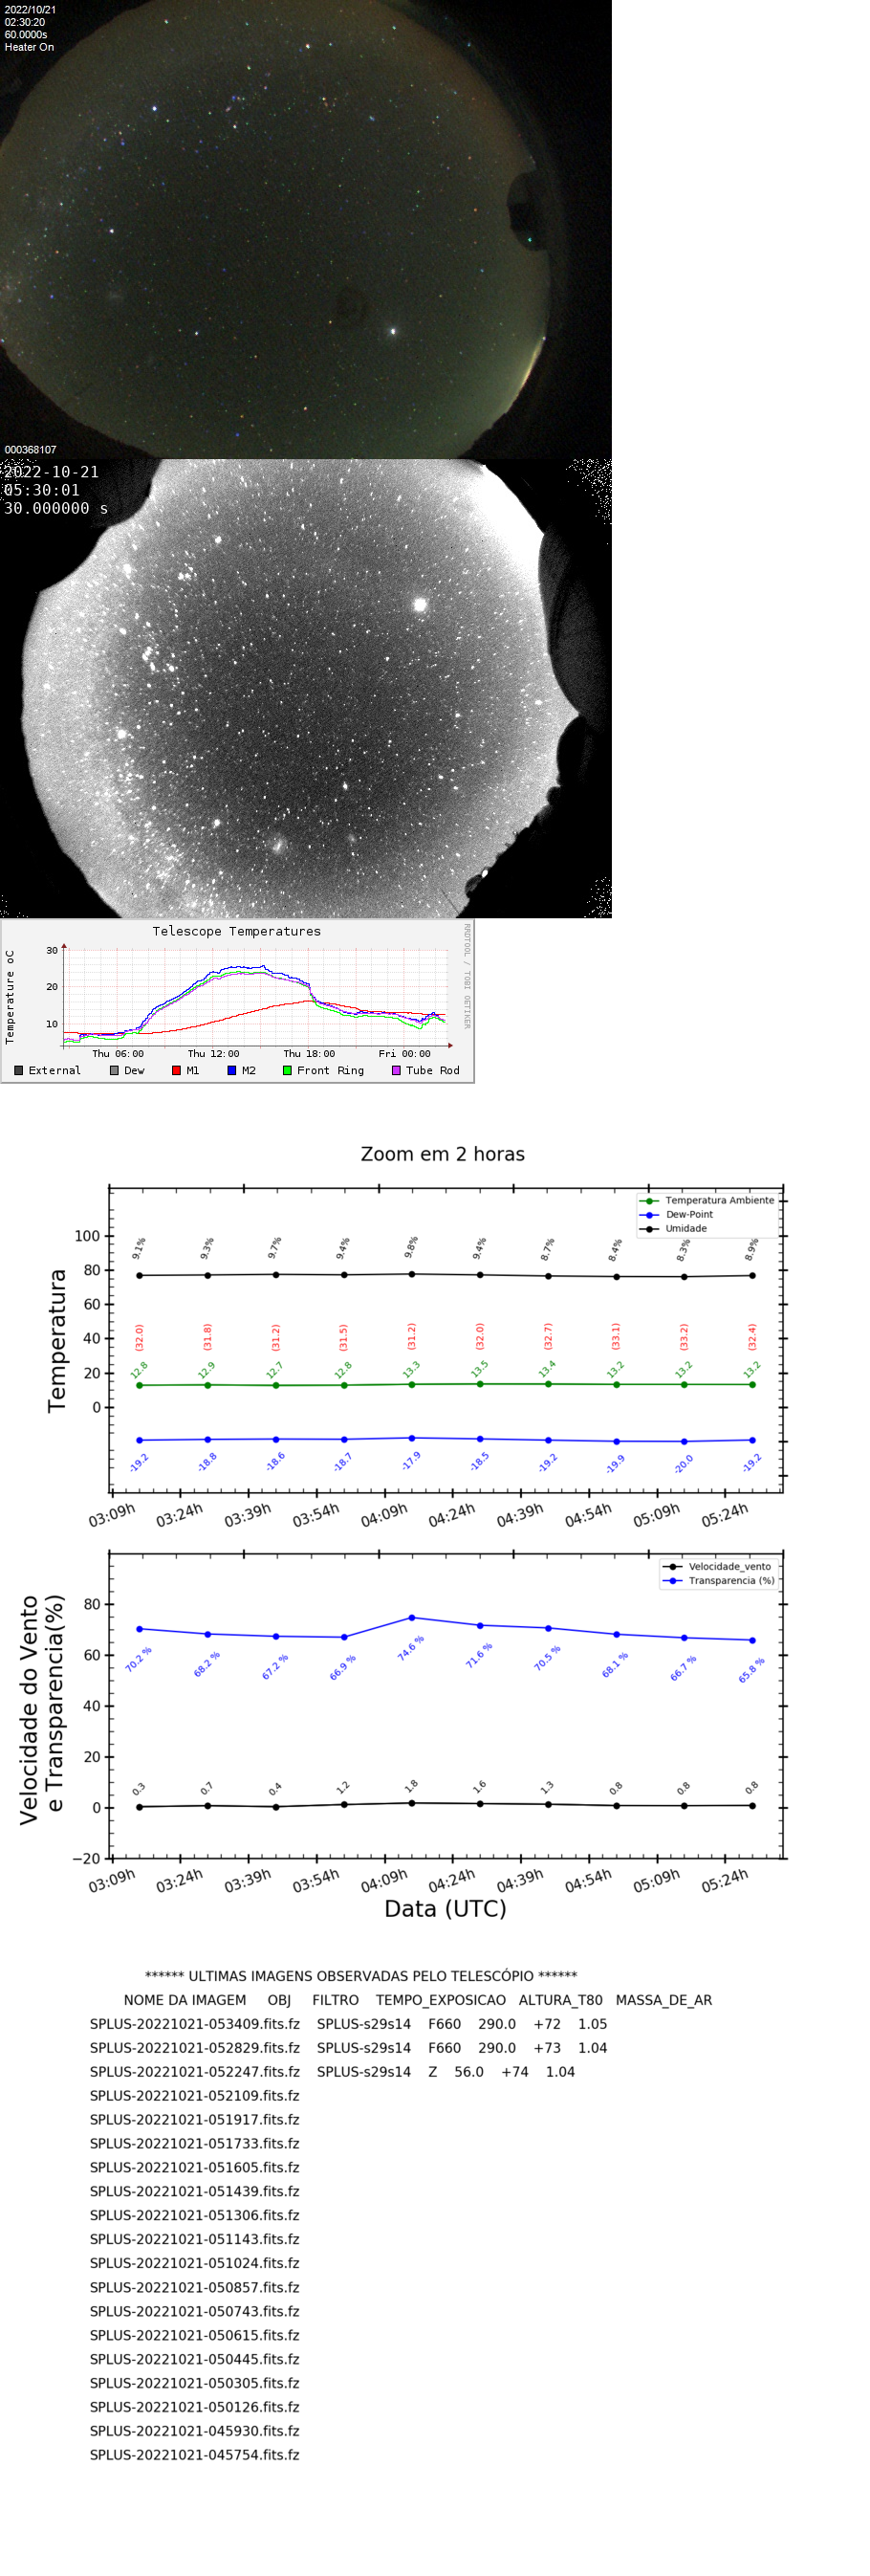 2022/10/21
02:30:20
60.0000s
Heater On
000368107
2022-10-21
05:30:01
30.000000 s
Telescope Temperatures
RRDTOOL / TOBI OETIKER
Temperature oC
30
20
10
Thu 06:00 Thu 12:00 Thu 18:00 Fri 00:00
External Dew M1 M2 Front Ring Tube Rod
Zoom em 2 horas
Temperatura Ambiente
Dew-Point
Umidade
Temperatura
100
80
60
40
20
0
9.1% 9.3% 9.7% 9.4% 9.8% 9.4% 8.7% 8.4% 8.3% 8.9%
(32.0) (31.8) (31.2) (31.5) (31.2) (32.0) (32.7) (33.1) (33.2) (32.4)
12.8 12.9 12.7 12.8 13.3 13.5 13.4 13.2 13.2 13.2
-19.2 -18.8 -18.6 -18.7 -17.9 -18.5 -19.2 -19.9 -20.0 -19.2
03:09h 03:24h 03:39h 03:54h 04:09h 04:24h 04:39h 04:54h 05:09h 05:24h
Velocidade_vento
Transparencia (%)
Velocidade do Vento
e Transparencia(%)
80
60
40
20
0
−20
70.2 % 68.2 % 67.2 % 66.9 % 74.6 % 71.6 % 70.5 % 68.1 % 66.7 % 65.8 %
0.3 0.7 0.4 1.2 1.8 1.6 1.3 0.8 0.8 0.8
03:09h 03:24h 03:39h 03:54h 04:09h 04:24h 04:39h 04:54h 05:09h 05:24h
Data (UTC)
****** ULTIMAS IMAGENS OBSERVADAS PELO TELESCÓPIO ******
NOME DA IMAGEM OBJ FILTRO TEMPO_EXPOSICAO ALTURA_T80 MASSA_DE_AR
SPLUS-20221021-053409.fits.fz SPLUS-s29s14 F660 290.0 +72 1.05
SPLUS-20221021-052829.fits.fz SPLUS-s29s14 F660 290.0 +73 1.04
SPLUS-20221021-052247.fits.fz SPLUS-s29s14 Z 56.0 +74 1.04
SPLUS-20221021-052109.fits.fz
SPLUS-20221021-051917.fits.fz
SPLUS-20221021-051733.fits.fz
SPLUS-20221021-051605.fits.fz
SPLUS-20221021-051439.fits.fz
SPLUS-20221021-051306.fits.fz
SPLUS-20221021-051143.fits.fz
SPLUS-20221021-051024.fits.fz
SPLUS-20221021-050857.fits.fz
SPLUS-20221021-050743.fits.fz
SPLUS-20221021-050615.fits.fz
SPLUS-20221021-050445.fits.fz
SPLUS-20221021-050305.fits.fz
SPLUS-20221021-050126.fits.fz
SPLUS-20221021-045930.fits.fz
SPLUS-20221021-045754.fits.fz